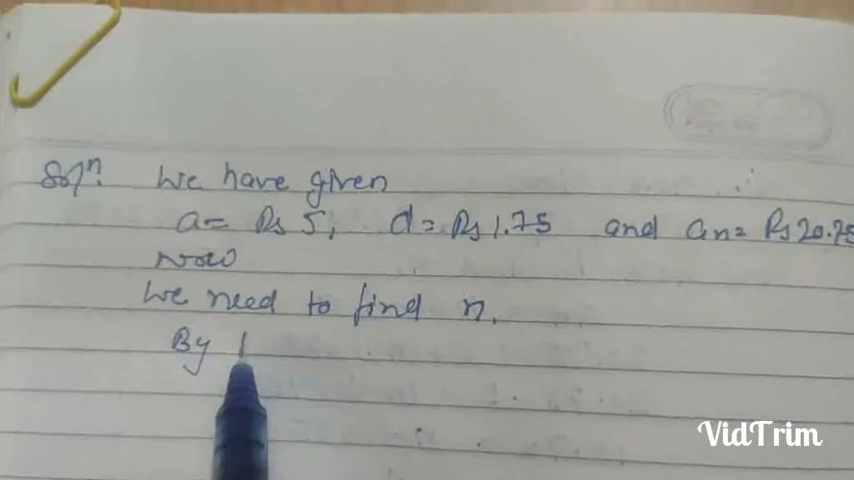 Solⁿ. We have given
a = Rs 5, d = Rs 1.75 and an = Rs 20.75
Now
We need to find n.
By
VidTrim